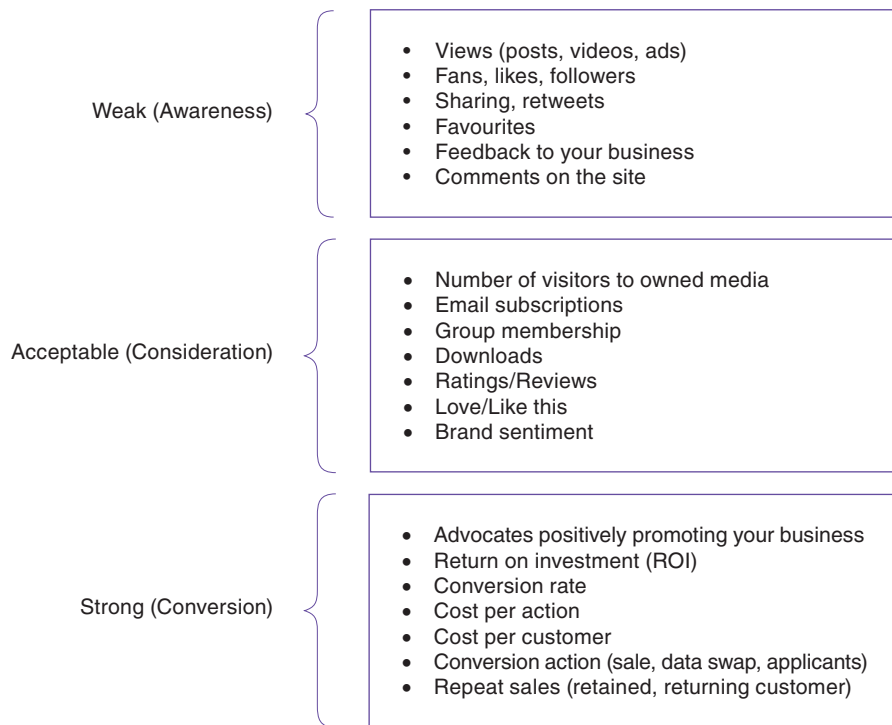 Weak (Awareness)
• Views (posts, videos, ads)
• Fans, likes, followers
• Sharing, retweets
• Favourites
• Feedback to your business
• Comments on the site
Acceptable (Consideration)
• Number of visitors to owned media
• Email subscriptions
• Group membership
• Downloads
• Ratings/Reviews
• Love/Like this
• Brand sentiment
Strong (Conversion)
• Advocates positively promoting your business
• Return on investment (ROI)
• Conversion rate
• Cost per action
• Cost per customer
• Conversion action (sale, data swap, applicants)
• Repeat sales (retained, returning customer)